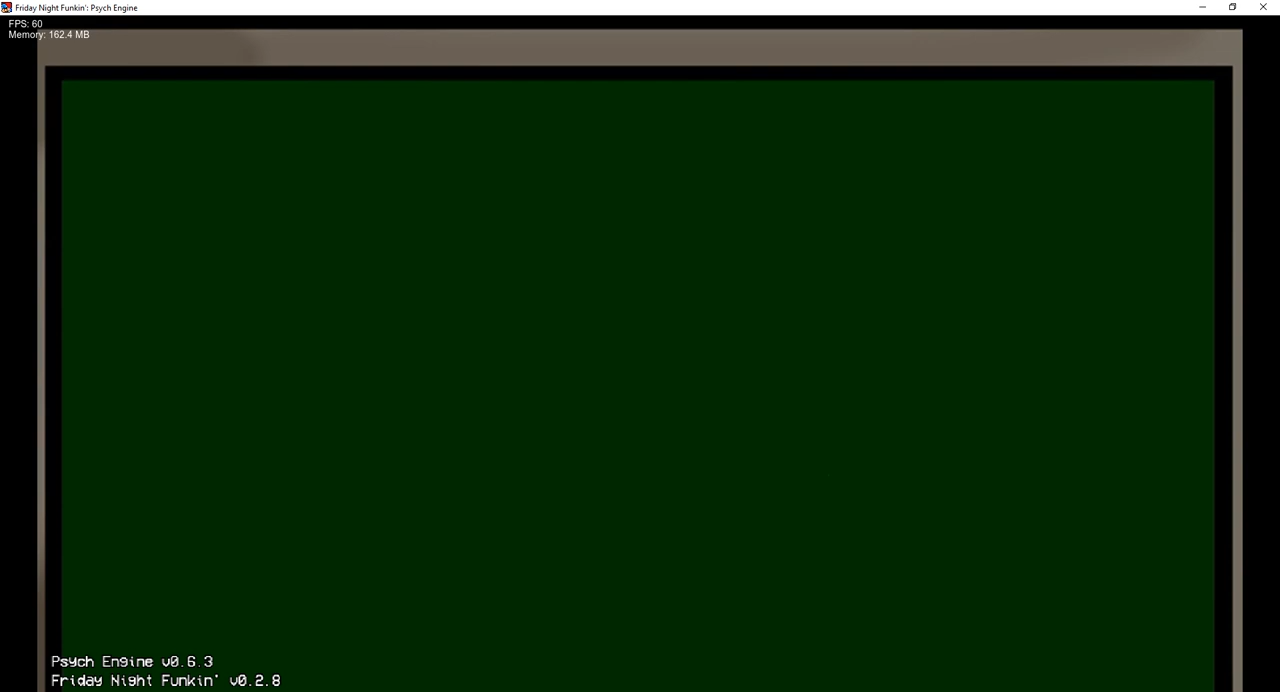 Friday Night Funkin': Psych Engine
FPS: 60
Memory: 162.4 MB
Psych Engine v0.6.3
Friday Night Funkin' v0.2.8